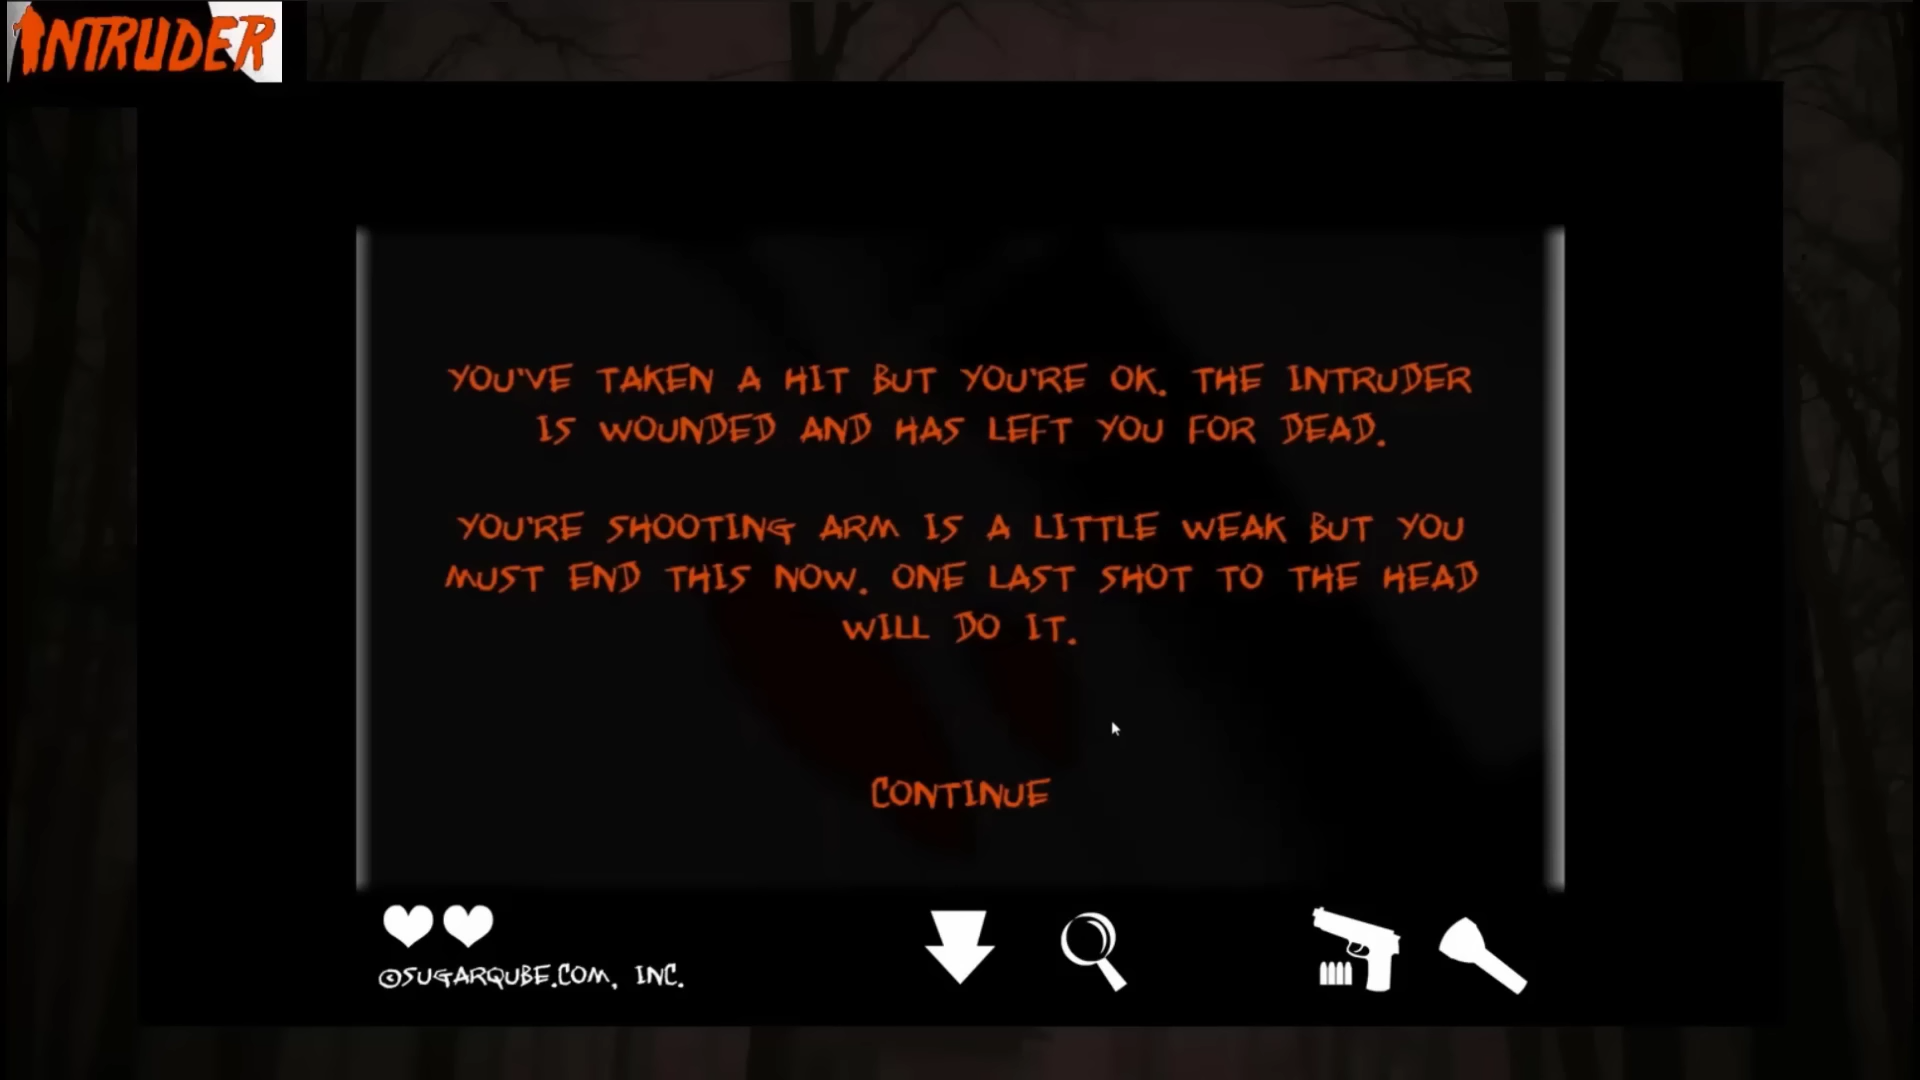 INTRUDER
YOU'VE TAKEN A HIT BUT YOU'RE OK. THE INTRUDER
IS WOUNDED AND HAS LEFT YOU FOR DEAD.
YOU'RE SHOOTING ARM IS A LITTLE WEAK BUT YOU
MUST END THIS NOW. ONE LAST SHOT TO THE HEAD
WILL DO IT.
CONTINUE
©SUGARQUBE.COM, INC.